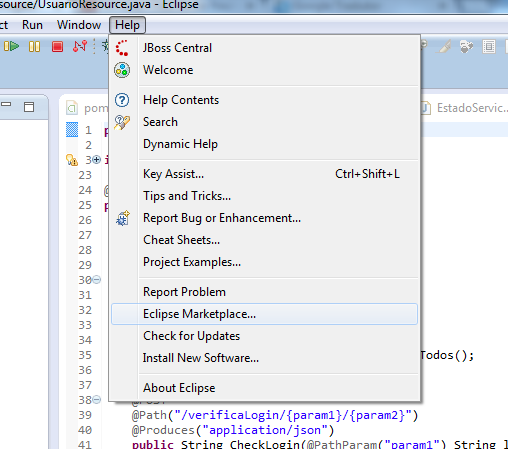 source/UsuarioResource.java - Eclipse
ct Run Window Help
JBoss Central
Welcome
Help Contents
Search
Dynamic Help
Key Assist... Ctrl+Shift+L
Tips and Tricks...
Report Bug or Enhancement...
Cheat Sheets...
Project Examples...
Report Problem
Eclipse Marketplace...
Check for Updates
Install New Software...
About Eclipse
pom
EstadoServic...
1 p
2
3 i
23
24 @
25 p
26
27
28
29
30
31
32
33
34
35 Todos();
36
37
38 @POST
39 @Path("/verificaLogin/{param1}/{param2}")
40 @Produces("application/json")
41 public String CheckLogin(@PathParam("param1") String l